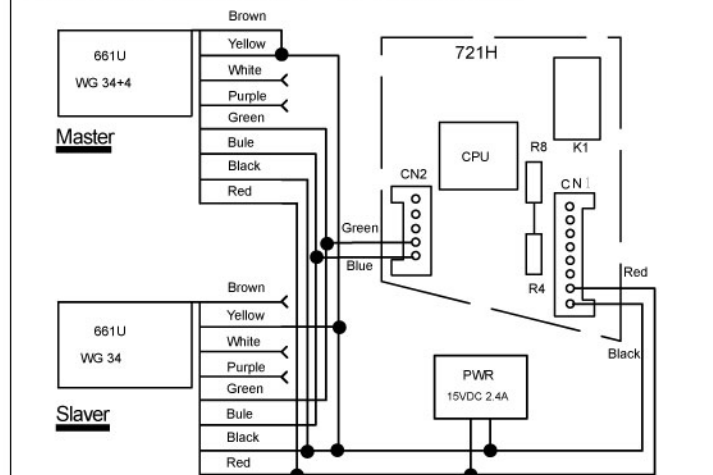 Brown
Yellow
White
Purple
Green
Bule
Black
Red
661U
WG 34+4
Master
721H
CPU
R8
K1
CN2
CN1
Green
Blue
R4
Red
Black
PWR
15VDC 2.4A
Brown
Yellow
White
Purple
Green
Bule
Black
Red
661U
WG 34
Slaver